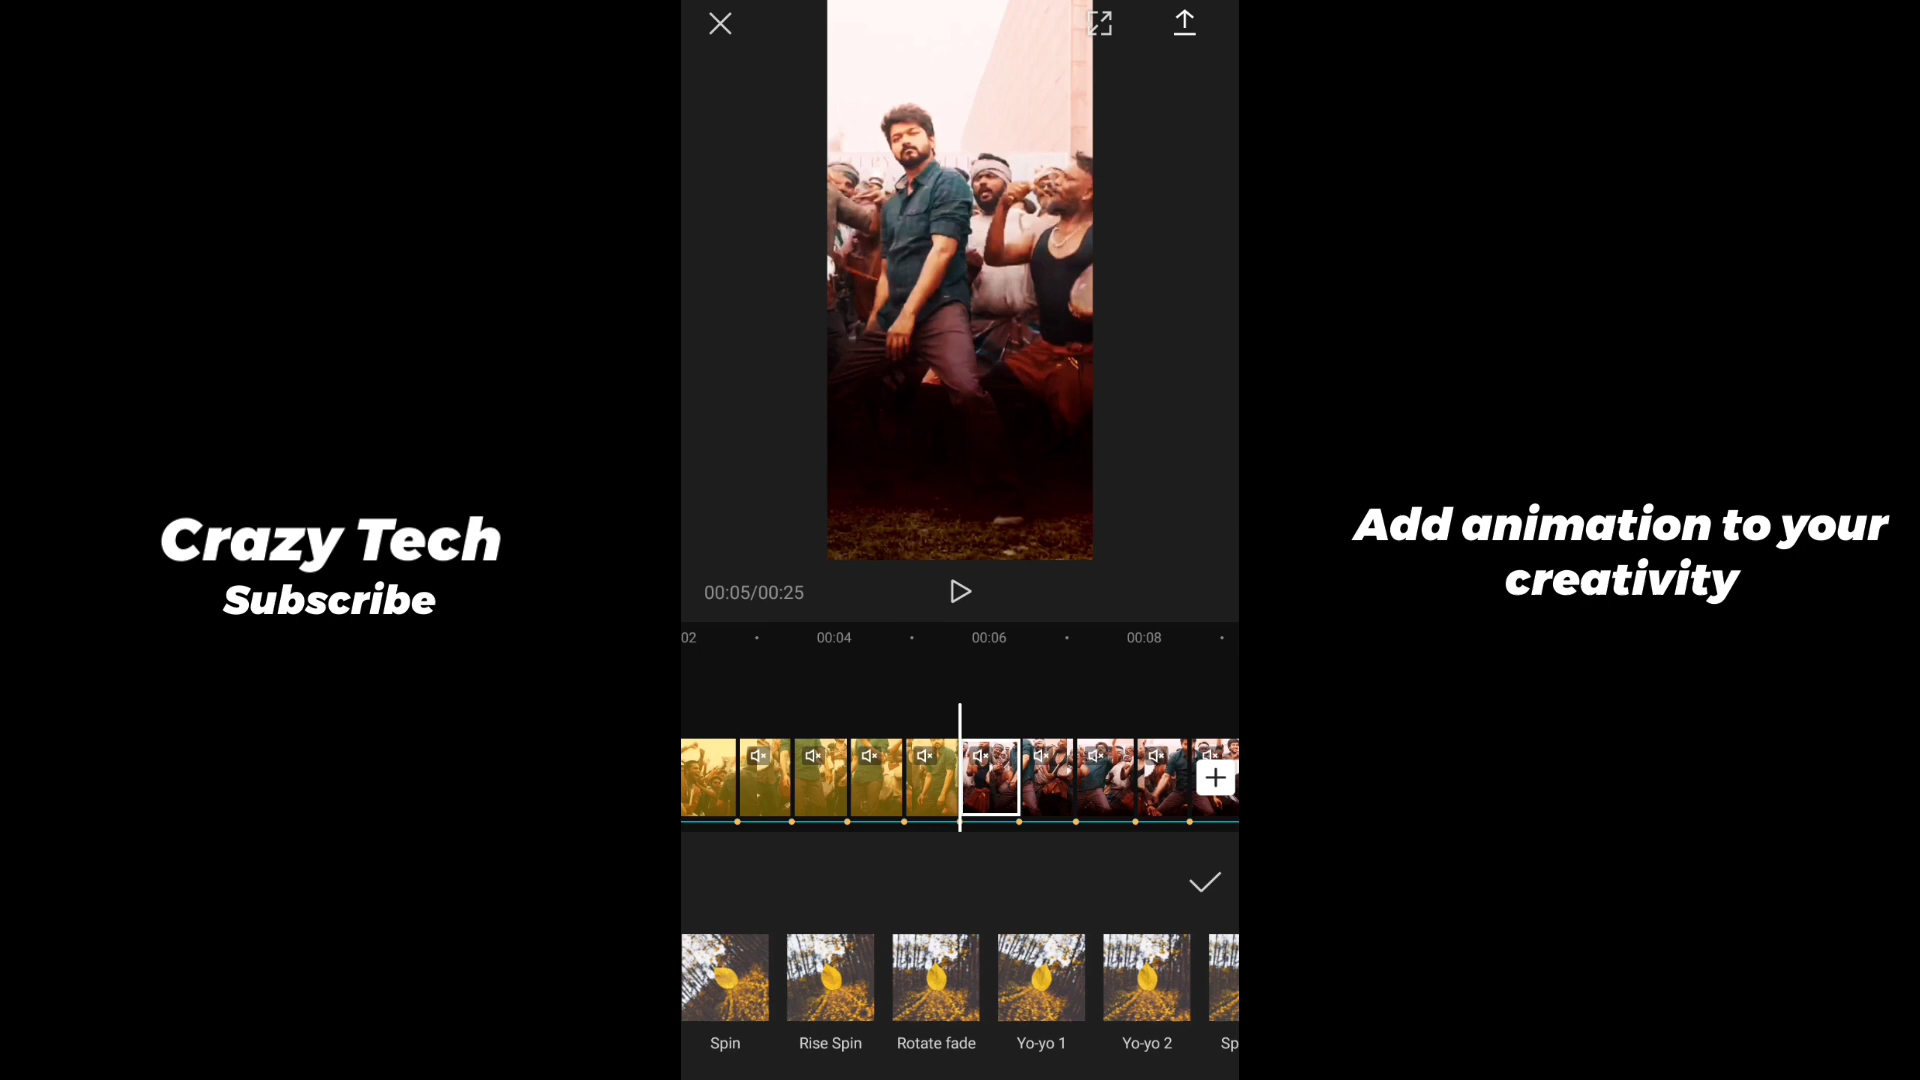 Crazy Tech
Subscribe
00:05/00:25
02
00:04
00:06
00:08
Spin
Rise Spin
Rotate fade
Yo-yo 1
Yo-yo 2
Sp
Add animation to your
creativity